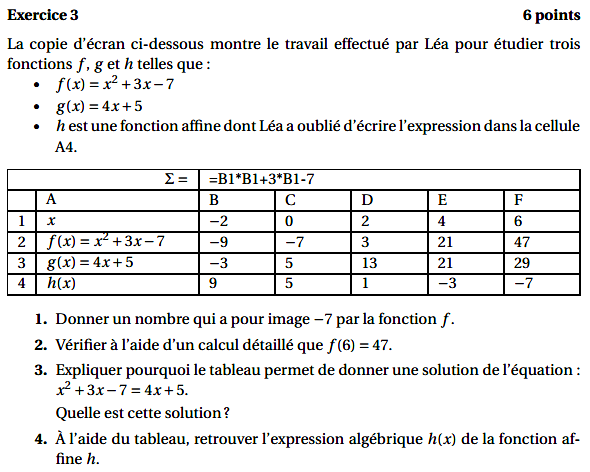 Exercice 3 6 points
La copie d'écran ci-dessous montre le travail effectué par Léa pour étudier trois
fonctions f, g et h telles que :
• f(x) = x² + 3x − 7
• g(x) = 4x + 5
• h est une fonction affine dont Léa a oublié d'écrire l'expression dans la cellule
A4.
Σ = =B1*B1+3*B1-7
A B C D E F
1 x −2 0 2 4 6
2 f(x) = x² + 3x − 7 −9 −7 3 21 47
3 g(x) = 4x + 5 −3 5 13 21 29
4 h(x) 9 5 1 −3 −7
1. Donner un nombre qui a pour image −7 par la fonction f.
2. Vérifier à l'aide d'un calcul détaillé que f(6) = 47.
3. Expliquer pourquoi le tableau permet de donner une solution de l'équation :
x² + 3x − 7 = 4x + 5.
Quelle est cette solution ?
4. À l'aide du tableau, retrouver l'expression algébrique h(x) de la fonction af-
fine h.